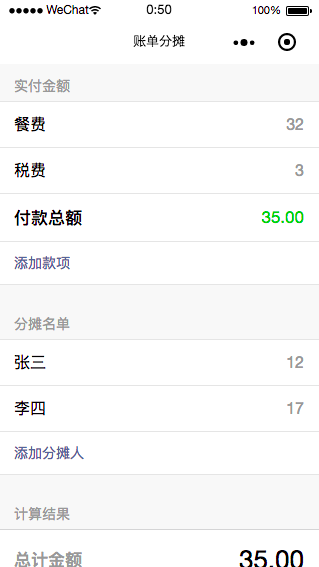 ●●●●● WeChat 0:50 100%
账单分摊
实付金额
餐费 32
税费 3
付款总额 35.00
添加款项
分摊名单
张三 12
李四 17
添加分摊人
计算结果
总计金额 35.00